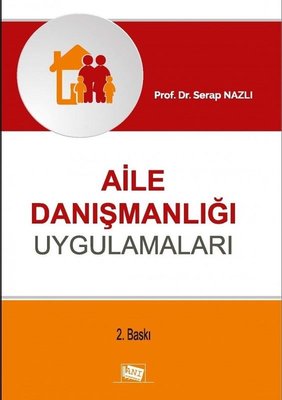 Prof. Dr. Serap NAZLI
AİLE
DANIŞMANLIĞI
UYGULAMALARI
2. Baskı
ANI